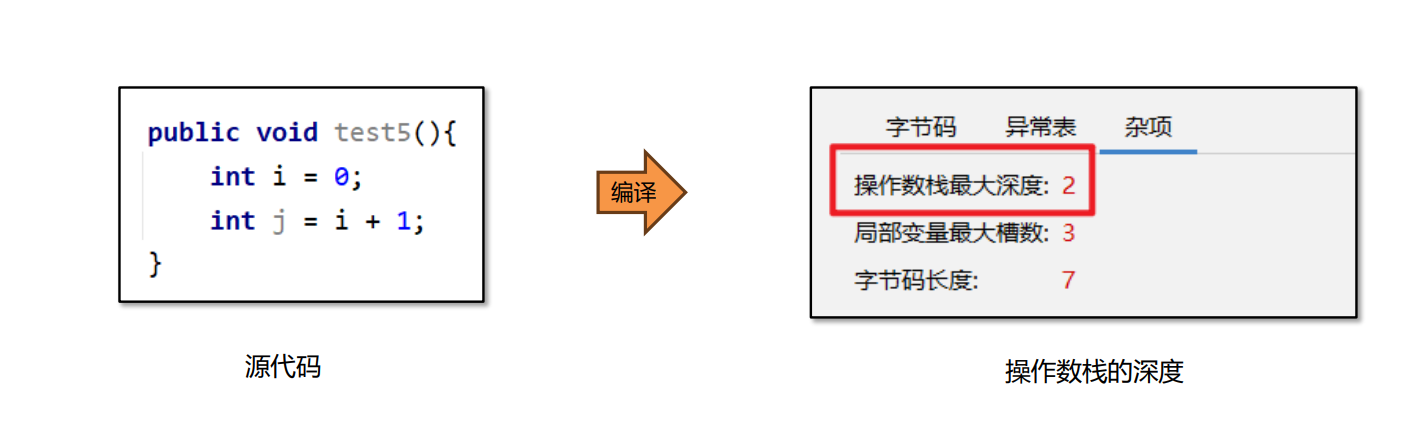 public void test5(){
int i = 0;
int j = i + 1;
}
源代码
编译
字节码 异常表 杂项
操作数栈最大深度: 2
局部变量最大槽数: 3
字节码长度: 7
操作数栈的深度